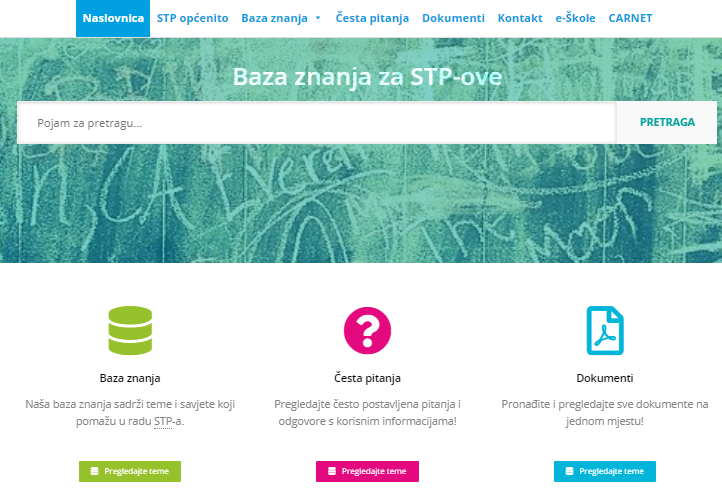 Naslovnica STP općenito Baza znanja Česta pitanja Dokumenti Kontakt e-Škole CARNET
Baza znanja za STP-ove
Pojam za pretragu... PRETRAGA
Baza znanja
Naša baza znanja sadrži teme i savjete koji
pomažu u radu STP-a.
Pregledajte teme
Česta pitanja
Pregledajte često postavljena pitanja i
odgovore s korisnim informacijama!
Pregledajte teme
Dokumenti
Pronađite i pregledajte sve dokumente na
jednom mjestu!
Pregledajte teme